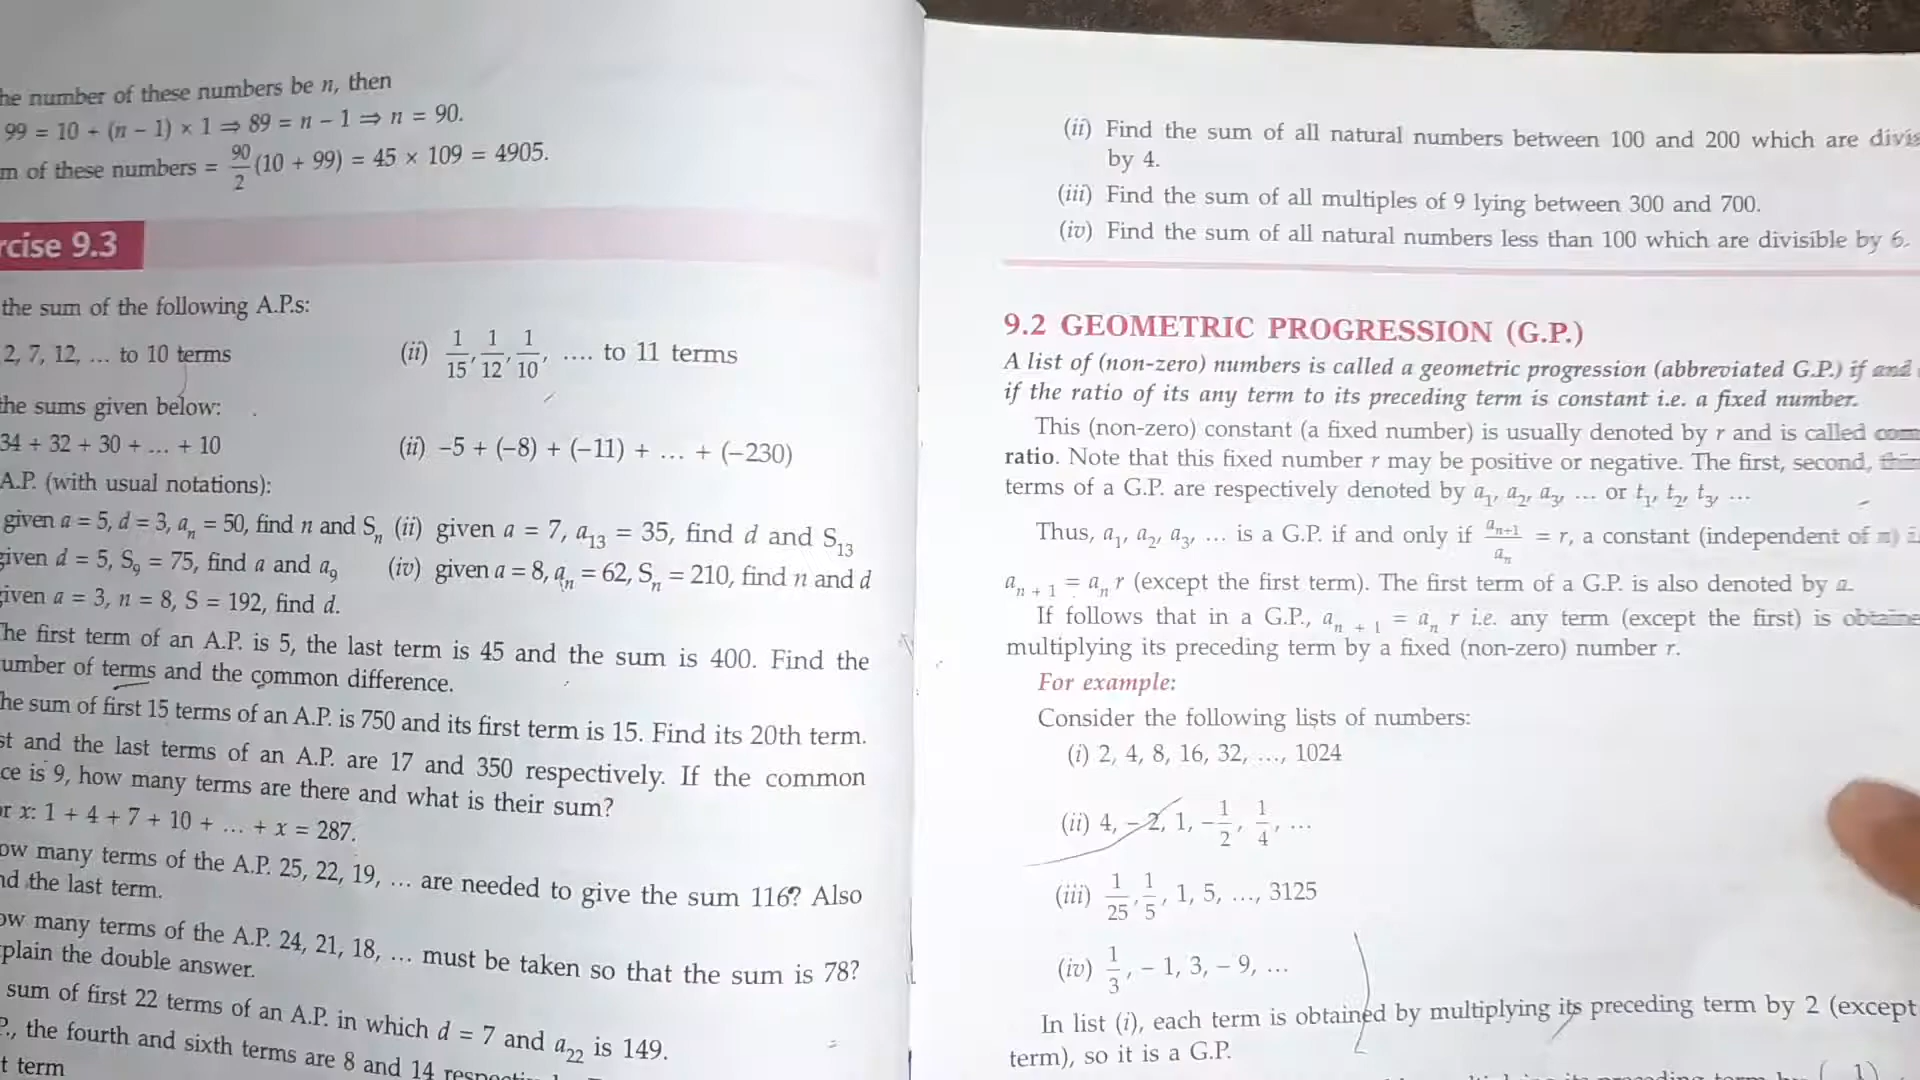 he number of these numbers be n, then
99 = 10 + (n – 1) × 1 ⇒ 89 = n – 1 ⇒ n = 90.
m of these numbers = 90/2 (10 + 99) = 45 × 109 = 4905.
rcise 9.3
the sum of the following A.P.s:
2, 7, 12, ... to 10 terms (ii) 1/15, 1/12, 1/10, .... to 11 terms
the sums given below:
34 + 32 + 30 + ... + 10 (ii) –5 + (–8) + (–11) + ... + (–230)
A.P. (with usual notations):
given a = 5, d = 3, aₙ = 50, find n and Sₙ (ii) given a = 7, a₁₃ = 35, find d and S₁₃
given d = 5, S₉ = 75, find a and a₉ (iv) given a = 8, aₙ = 62, Sₙ = 210, find n and d
given a = 3, n = 8, S = 192, find d.
The first term of an A.P. is 5, the last term is 45 and the sum is 400. Find the
umber of terms and the common difference.
he sum of first 15 terms of an A.P. is 750 and its first term is 15. Find its 20th term.
st and the last terms of an A.P. are 17 and 350 respectively. If the common
ce is 9, how many terms are there and what is their sum?
or x: 1 + 4 + 7 + 10 + ... + x = 287.
ow many terms of the A.P. 25, 22, 19, ... are needed to give the sum 116? Also
nd the last term.
ow many terms of the A.P. 24, 21, 18, ... must be taken so that the sum is 78?
plain the double answer.
sum of first 22 terms of an A.P. in which d = 7 and a₂₂ is 149.
P., the fourth and sixth terms are 8 and 14
t term
(ii) Find the sum of all natural numbers between 100 and 200 which are divis
by 4.
(iii) Find the sum of all multiples of 9 lying between 300 and 700.
(iv) Find the sum of all natural numbers less than 100 which are divisible by 6.
9.2 GEOMETRIC PROGRESSION (G.P.)
A list of (non-zero) numbers is called a geometric progression (abbreviated G.P.) if and
if the ratio of its any term to its preceding term is constant i.e. a fixed number.
This (non-zero) constant (a fixed number) is usually denoted by r and is called com
ratio. Note that this fixed number r may be positive or negative. The first, second,
terms of a G.P. are respectively denoted by a₁, a₂, a₃, ... or t₁, t₂, t₃, ...
Thus, a₁, a₂, a₃, ... is a G.P. if and only if aₙ₊₁/aₙ = r, a constant (independent of n)
aₙ₊₁ = aₙ r (except the first term). The first term of a G.P. is also denoted by a.
If follows that in a G.P., aₙ₊₁ = aₙ r i.e. any term (except the first) is obtaine
multiplying its preceding term by a fixed (non-zero) number r.
For example:
Consider the following lists of numbers:
(i) 2, 4, 8, 16, 32, ..., 1024
(ii) 4, – 2, 1, –1/2, 1/4, ...
(iii) 1/25, 1/5, 1, 5, ..., 3125
(iv) 1/3, – 1, 3, – 9, ...
In list (i), each term is obtained by multiplying its preceding term by 2 (except
term), so it is a G.P.